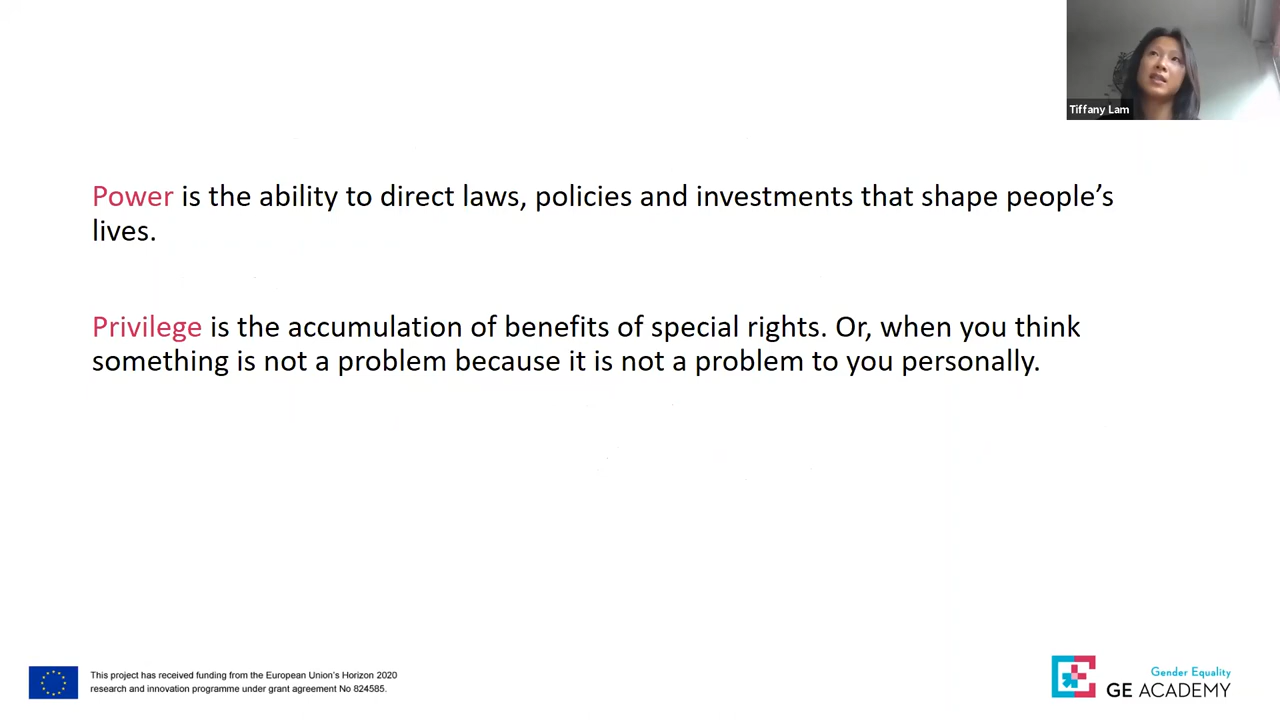 Tiffany Lam
Power is the ability to direct laws, policies and investments that shape people’s
lives.
Privilege is the accumulation of benefits of special rights. Or, when you think
something is not a problem because it is not a problem to you personally.
This project has received funding from the European Union’s Horizon 2020
research and innovation programme under grant agreement No 824585.
Gender Equality
GE ACADEMY